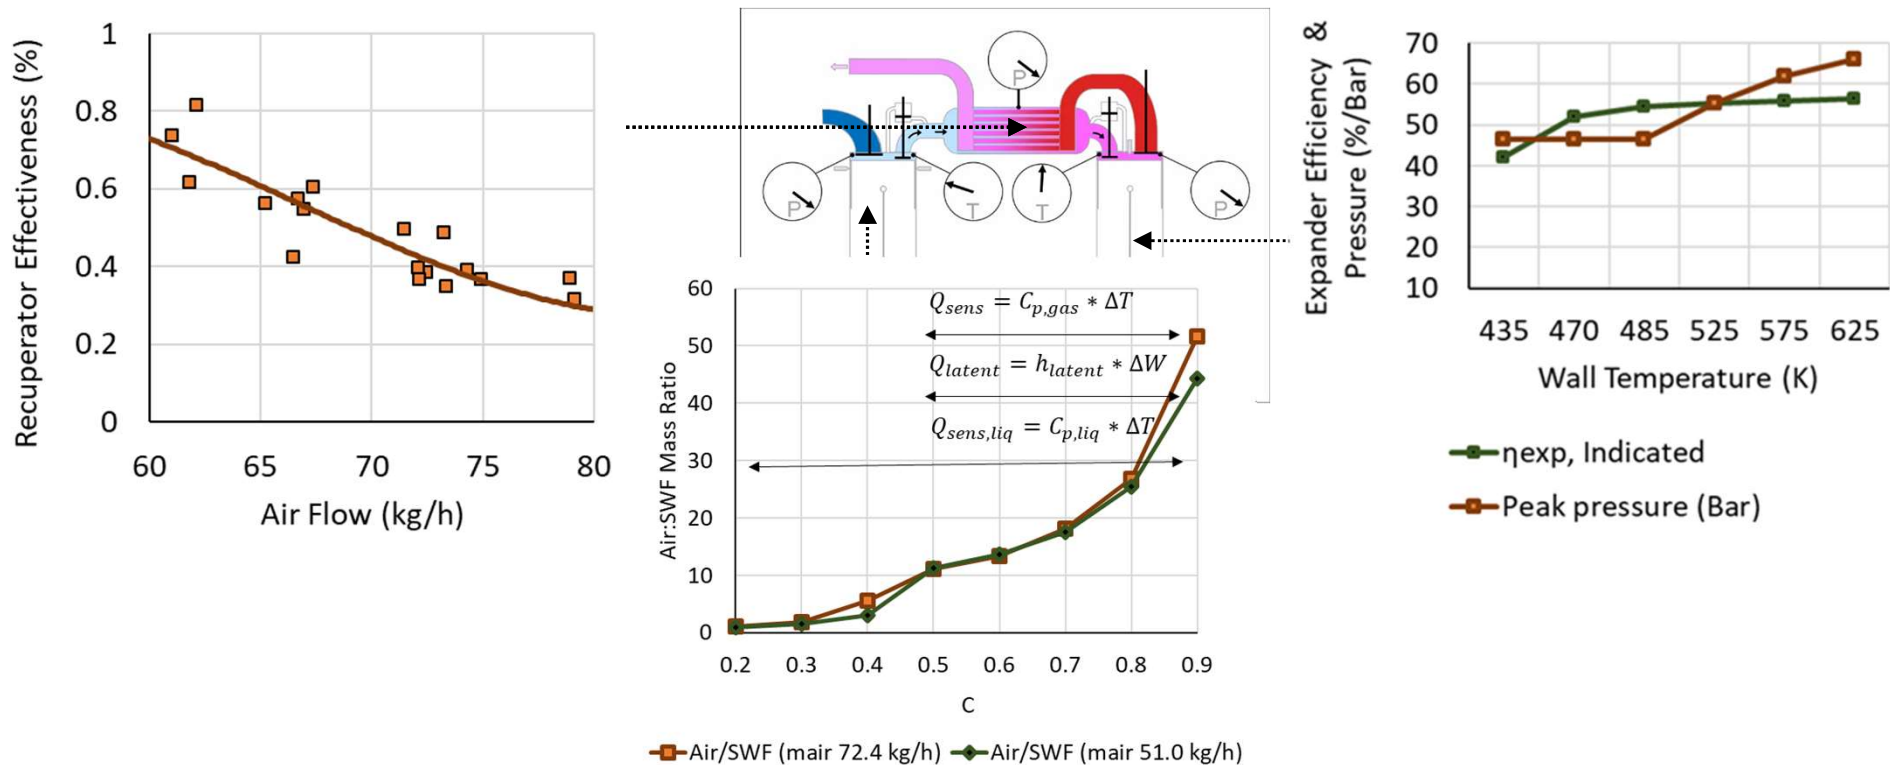 Recuperator Effectiveness (%)
1
0.8
0.6
0.4
0.2
0
60 65 70 75 80
Air Flow (kg/h)
P
P
T
T
P
Air:SWF Mass Ratio
60
50
40
30
20
10
0
Q_sens = C_p,gas * ΔT
Q_latent = h_latent * ΔW
Q_sens,liq = C_p,liq * ΔT
0.2 0.3 0.4 0.5 0.6 0.7 0.8 0.9
C
Air/SWF (mair 72.4 kg/h) Air/SWF (mair 51.0 kg/h)
Expander Efficiency &
Pressure (%/Bar)
70
60
50
40
30
20
10
435 470 485 525 575 625
Wall Temperature (K)
ηexp, Indicated
Peak pressure (Bar)